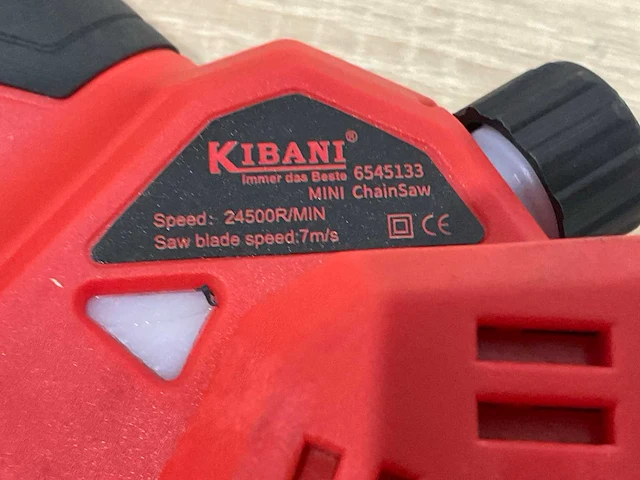 KIBANI®
Immer das Beste 6545133
MINI ChainSaw
Speed: 24500R/MIN
Saw blade speed:7m/s
CE